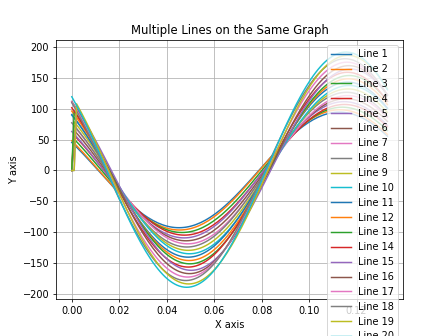 Multiple Lines on the Same Graph
Y axis
200
150
100
50
0
−50
−100
−150
−200
0.00
0.02
0.04
0.06
0.08
0.10
X axis
Line 1
Line 2
Line 3
Line 4
Line 5
Line 6
Line 7
Line 8
Line 9
Line 10
Line 11
Line 12
Line 13
Line 14
Line 15
Line 16
Line 17
Line 18
Line 19
Line 20